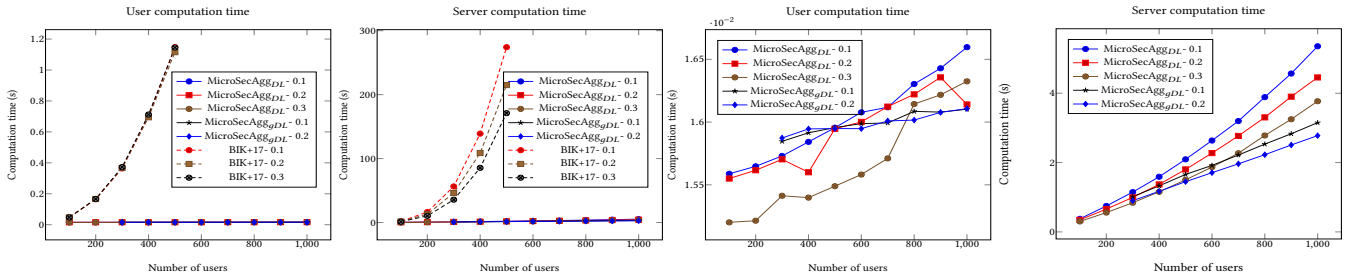 User computation time
Computation time (s)
1.2
1
0.8
0.6
0.4
0.2
0
200
400
600
800
1,000
Number of users
MicroSecAgg_DL- 0.1
MicroSecAgg_DL- 0.2
MicroSecAgg_DL- 0.3
MicroSecAgg_gDL- 0.1
MicroSecAgg_gDL- 0.2
BIK+17- 0.1
BIK+17- 0.2
BIK+17- 0.3
Server computation time
Computation time (s)
300
200
100
0
200
400
600
800
1,000
Number of users
MicroSecAgg_DL- 0.1
MicroSecAgg_DL- 0.2
MicroSecAgg_DL- 0.3
MicroSecAgg_gDL- 0.1
MicroSecAgg_gDL- 0.2
BIK+17- 0.1
BIK+17- 0.2
BIK+17- 0.3
User computation time
·10⁻²
Computation time (s)
1.65
1.6
1.55
200
400
600
800
1,000
Number of users
MicroSecAgg_DL- 0.1
MicroSecAgg_DL- 0.2
MicroSecAgg_DL- 0.3
MicroSecAgg_gDL- 0.1
MicroSecAgg_gDL- 0.2
Server computation time
Computation time (s)
4
2
0
200
400
600
800
1,000
Number of users
MicroSecAgg_DL- 0.1
MicroSecAgg_DL- 0.2
MicroSecAgg_DL- 0.3
MicroSecAgg_gDL- 0.1
MicroSecAgg_gDL- 0.2